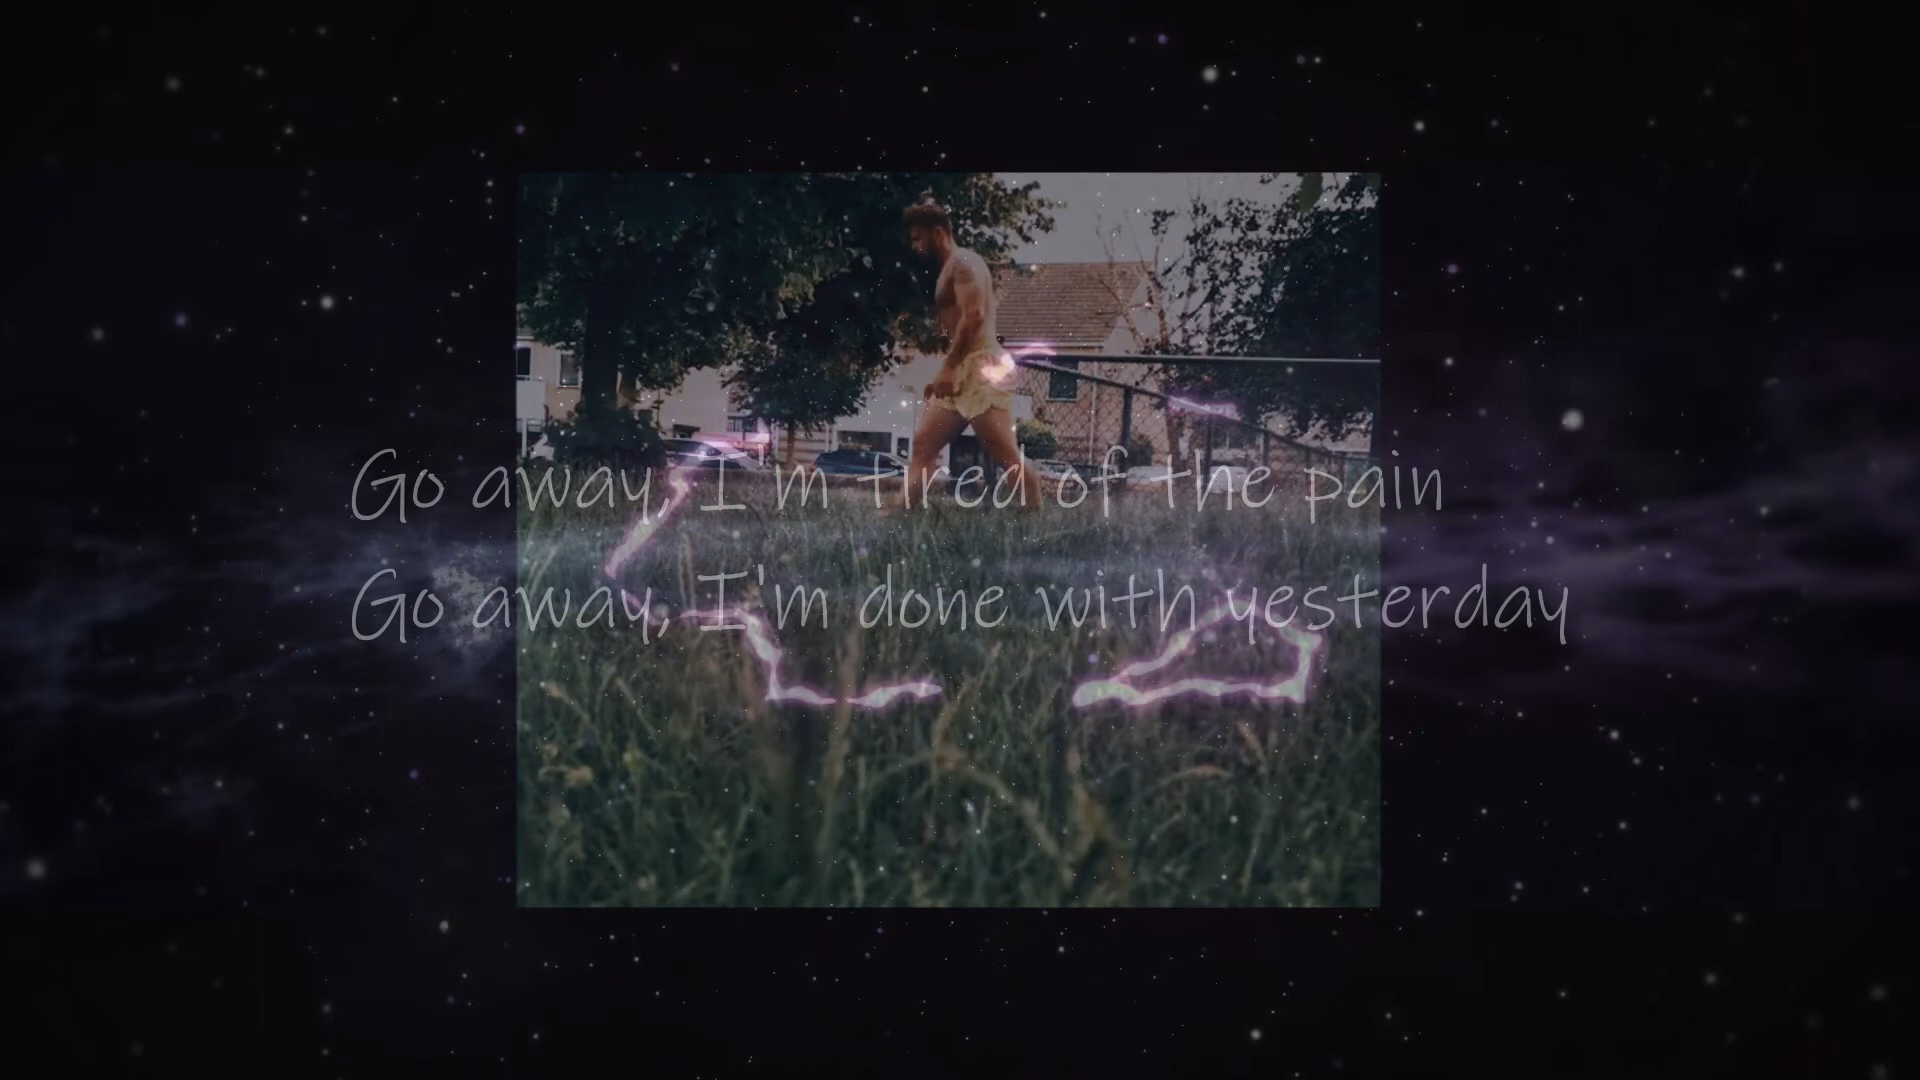 Go away, I'm tired of the pain
Go away, I'm done with yesterday